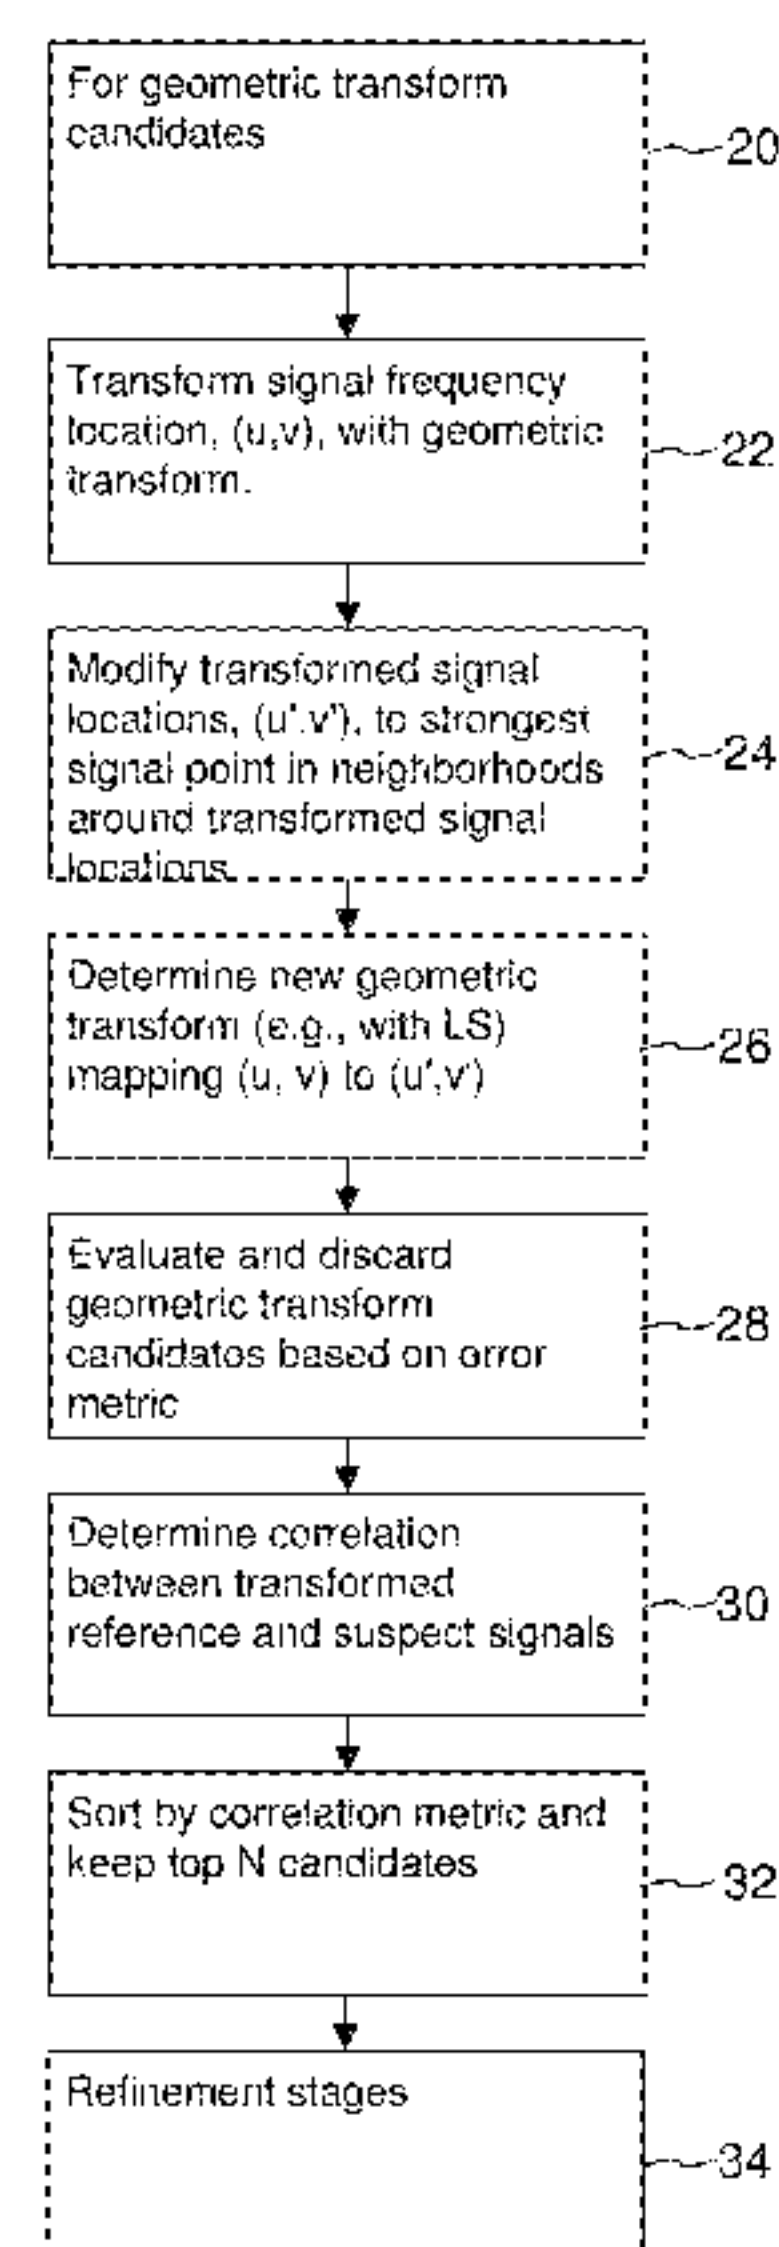 For geometric transform
candidates
20
Transform signal frequency
location, (u,v), with geometric
transform.
22
Modify transformed signal
locations, (u',v'), to strongest
signal point in neighborhoods
around transformed signal
locations
24
Determine new geometric
transform (e.g., with LS)
mapping (u, v) to (u',v')
26
Evaluate and discard
geometric transform
candidates based on error
metric
28
Determine correlation
between transformed
reference and suspect signals
30
Sort by correlation metric and
keep top N candidates
32
Refinement stages
34